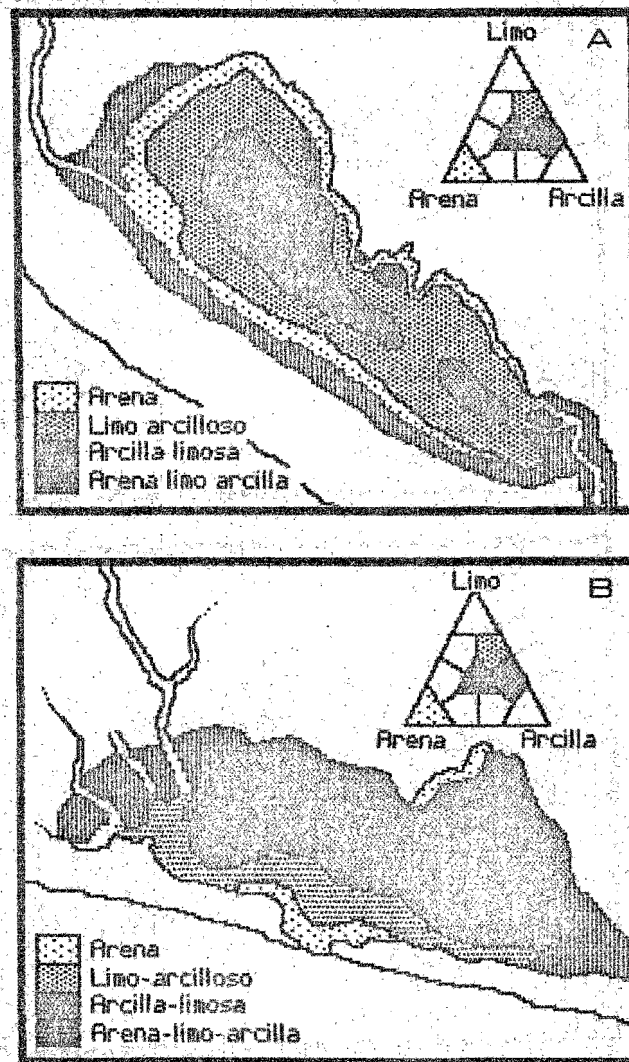 A
Limo
Arena Arcilla
Arena
Limo arcilloso
Arcilla limosa
Arena limo arcilla
B
Limo
Arena Arcilla
Arena
Limo-arcilloso
Arcilla-limosa
Arena-limo-arcilla